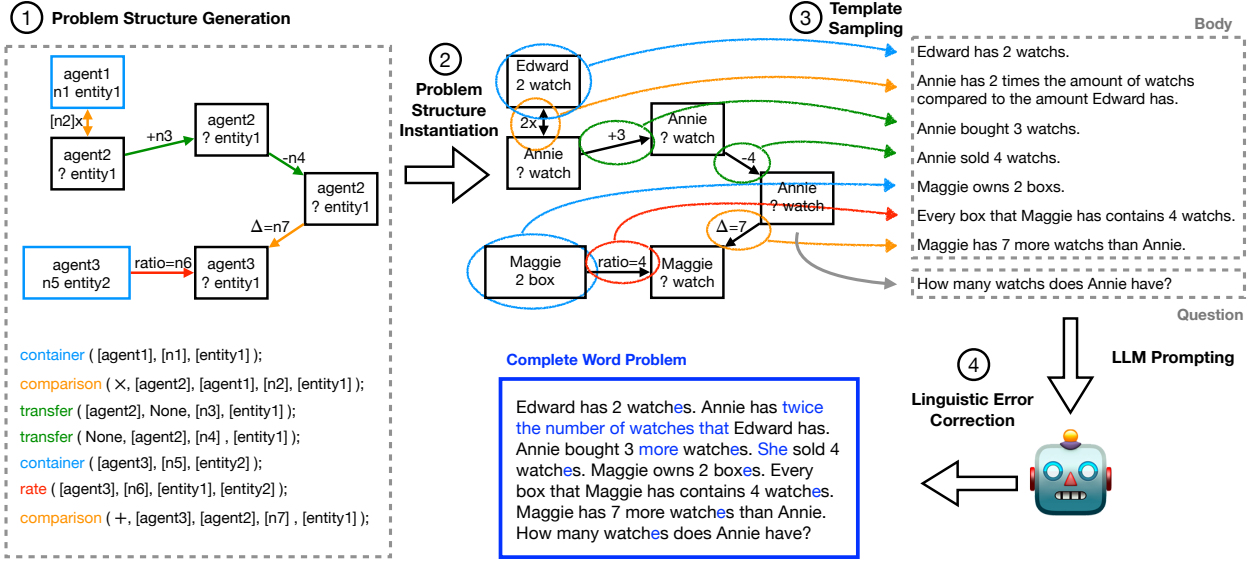 1 Problem Structure Generation
agent1
n1 entity1
[n2]x
agent2
? entity1
+n3
agent2
? entity1
-n4
agent2
? entity1
Δ=n7
agent3
n5 entity2
ratio=n6
agent3
? entity1
container ( [agent1], [n1], [entity1] );
comparison ( ×, [agent2], [agent1], [n2], [entity1] );
transfer ( [agent2], None, [n3], [entity1] );
transfer ( None, [agent2], [n4] , [entity1] );
container ( [agent3], [n5], [entity2] );
rate ( [agent3], [n6], [entity1], [entity2] );
comparison ( +, [agent3], [agent2], [n7] , [entity1] );
2
Problem
Structure
Instantiation
Edward
2 watch
2x
Annie
? watch
+3
Annie
? watch
-4
Annie
? watch
Δ=7
Maggie
2 box
ratio=4
Maggie
? watch
3 Template
Sampling
Body
Edward has 2 watchs.
Annie has 2 times the amount of watchs
compared to the amount Edward has.
Annie bought 3 watchs.
Annie sold 4 watchs.
Maggie owns 2 boxs.
Every box that Maggie has contains 4 watchs.
Maggie has 7 more watchs than Annie.
How many watchs does Annie have?
Question
LLM Prompting
4
Linguistic Error
Correction
Complete Word Problem
Edward has 2 watches. Annie has twice
the number of watches that Edward has.
Annie bought 3 more watches. She sold 4
watches. Maggie owns 2 boxes. Every
box that Maggie has contains 4 watches.
Maggie has 7 more watches than Annie.
How many watches does Annie have?